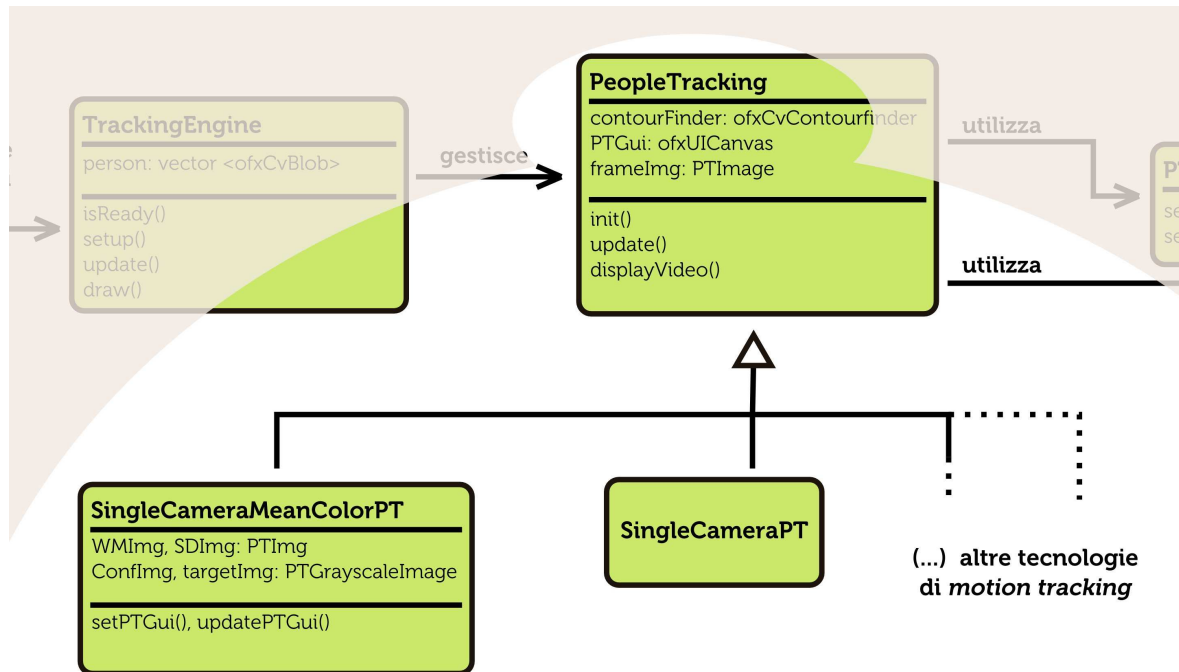 TrackingEngine
person: vector <ofxCvBlob>
isReady()
setup()
update()
draw()
gestisce
PeopleTracking
contourFinder: ofxCvContourfinder
PTGui: ofxUICanvas
frameImg: PTImage
init()
update()
displayVideo()
utilizza
utilizza
SingleCameraMeanColorPT
WMImg, SDImg: PTImg
ConfImg, targetImg: PTGrayscaleImage
setPTGui(), updatePTGui()
SingleCameraPT
(...) altre tecnologie
di motion tracking